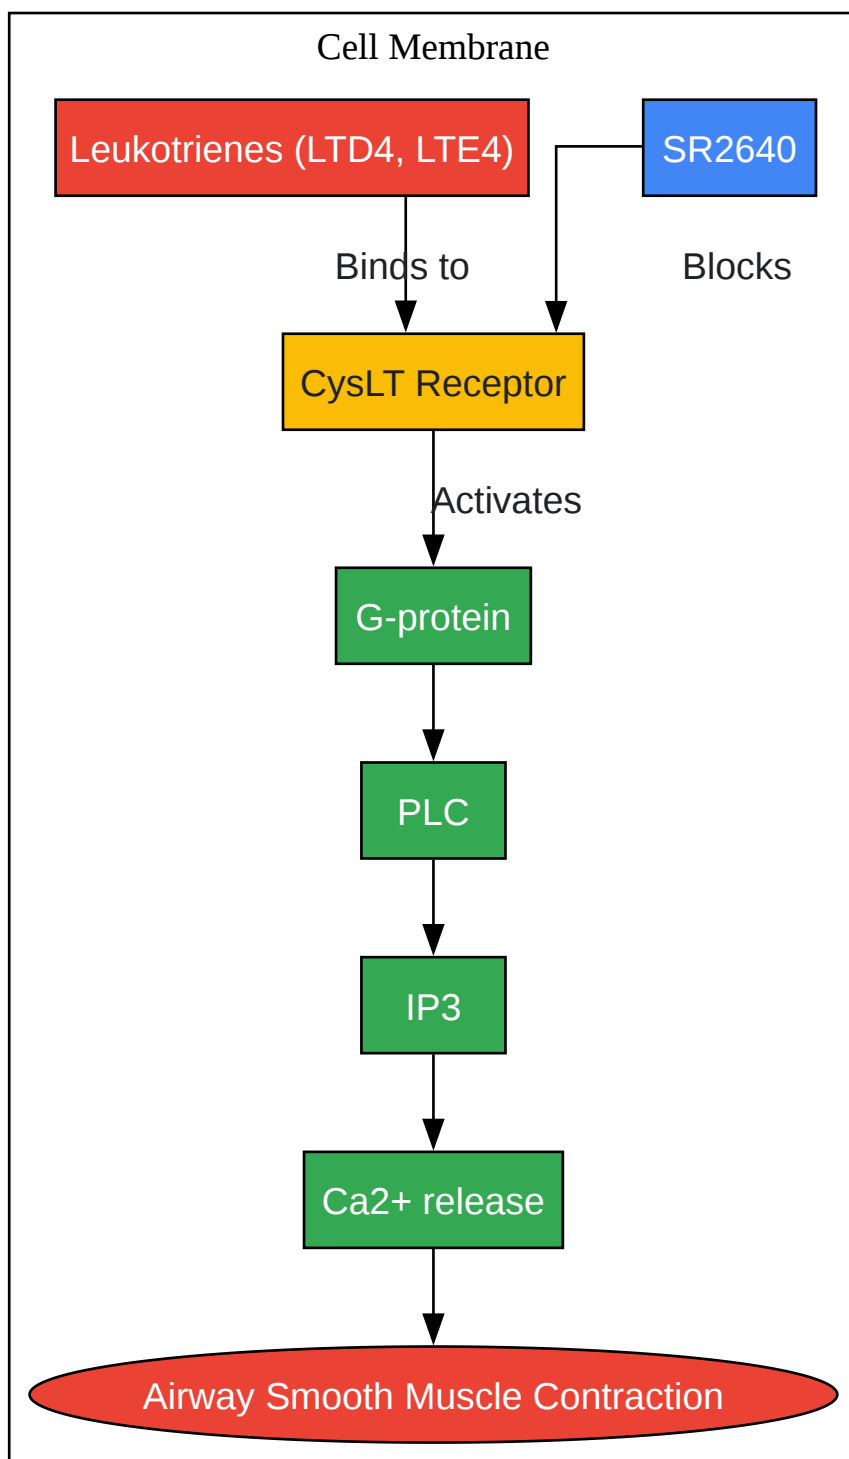 Cell Membrane
Leukotrienes (LTD4, LTE4)
SR2640
Binds to
Blocks
CysLT Receptor
Activates
G-protein
PLC
IP3
Ca2+ release
Airway Smooth Muscle Contraction